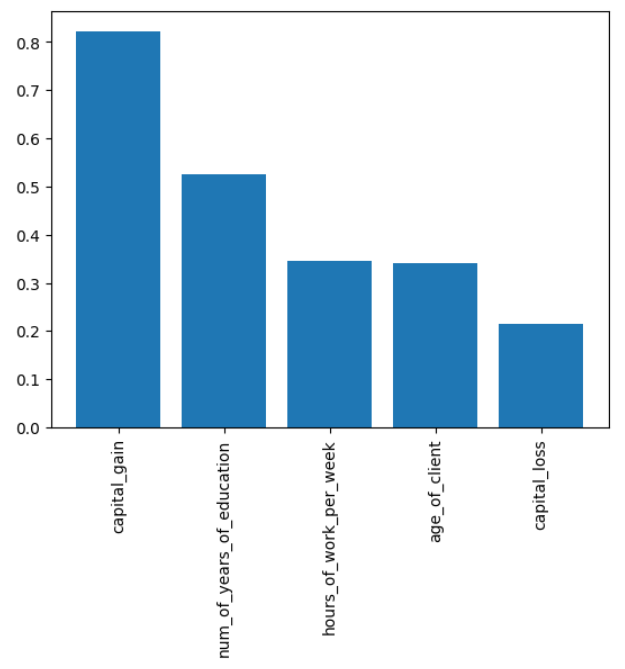 0.8
0.7
0.6
0.5
0.4
0.3
0.2
0.1
0.0
capital_gain
num_of_years_of_education
hours_of_work_per_week
age_of_client
capital_loss